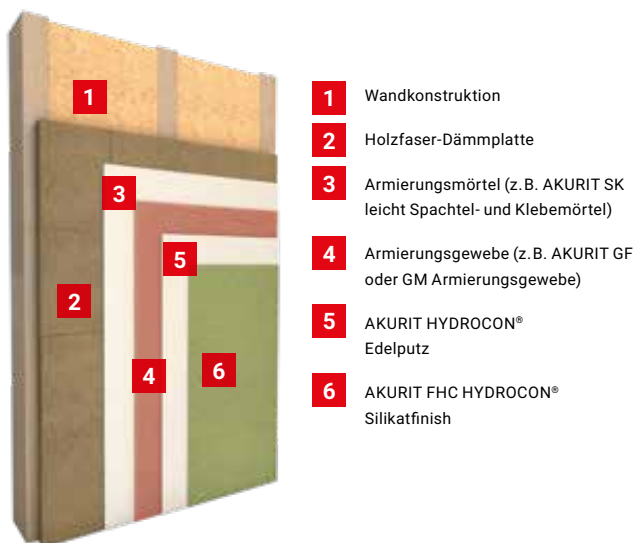 1
2
3
4
5
6
1 Wandkonstruktion
2 Holzfaser-Dämmplatte
3 Armierungsmörtel (z. B. AKURIT SK
leicht Spachtel- und Klebemörtel)
4 Armierungsgewebe (z. B. AKURIT GF
oder GM Armierungsgewebe)
5 AKURIT HYDROCON®
Edelputz
6 AKURIT FHC HYDROCON®
Silikatfinish